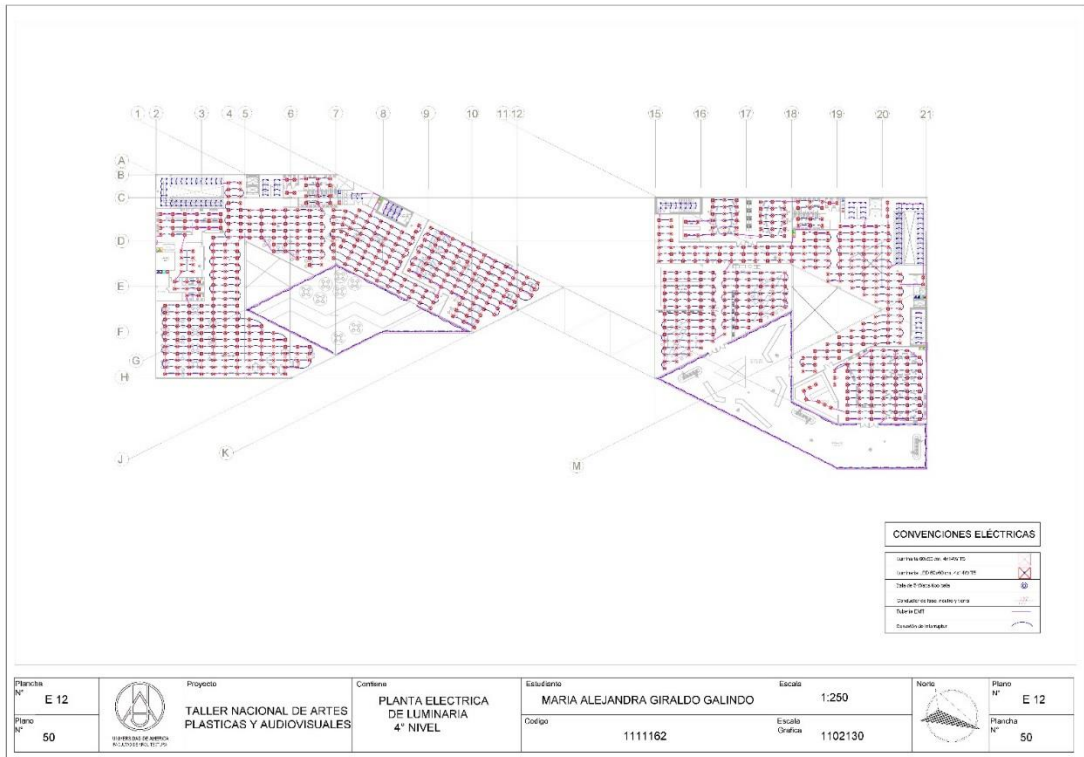 1 2 3 4 5 6 7 8 9 10 11 12 15 16 17 18 19 20 21
A
B
C
D
E
F
G
H
J
K
M
CONVENCIONES ELÉCTRICAS
Plancha N° E 12
Plano N° 50
UNIVERSIDAD DE AMERICA
Proyecto
TALLER NACIONAL DE ARTES
PLASTICAS Y AUDIOVISUALES
Contiene
PLANTA ELECTRICA
DE LUMINARIA
4° NIVEL
Estudiante
MARIA ALEJANDRA GIRALDO GALINDO
Codigo
1111162
Escala
1:250
Escala
Grafica
1102130
Norte
Plano N° E 12
Plancha N° 50